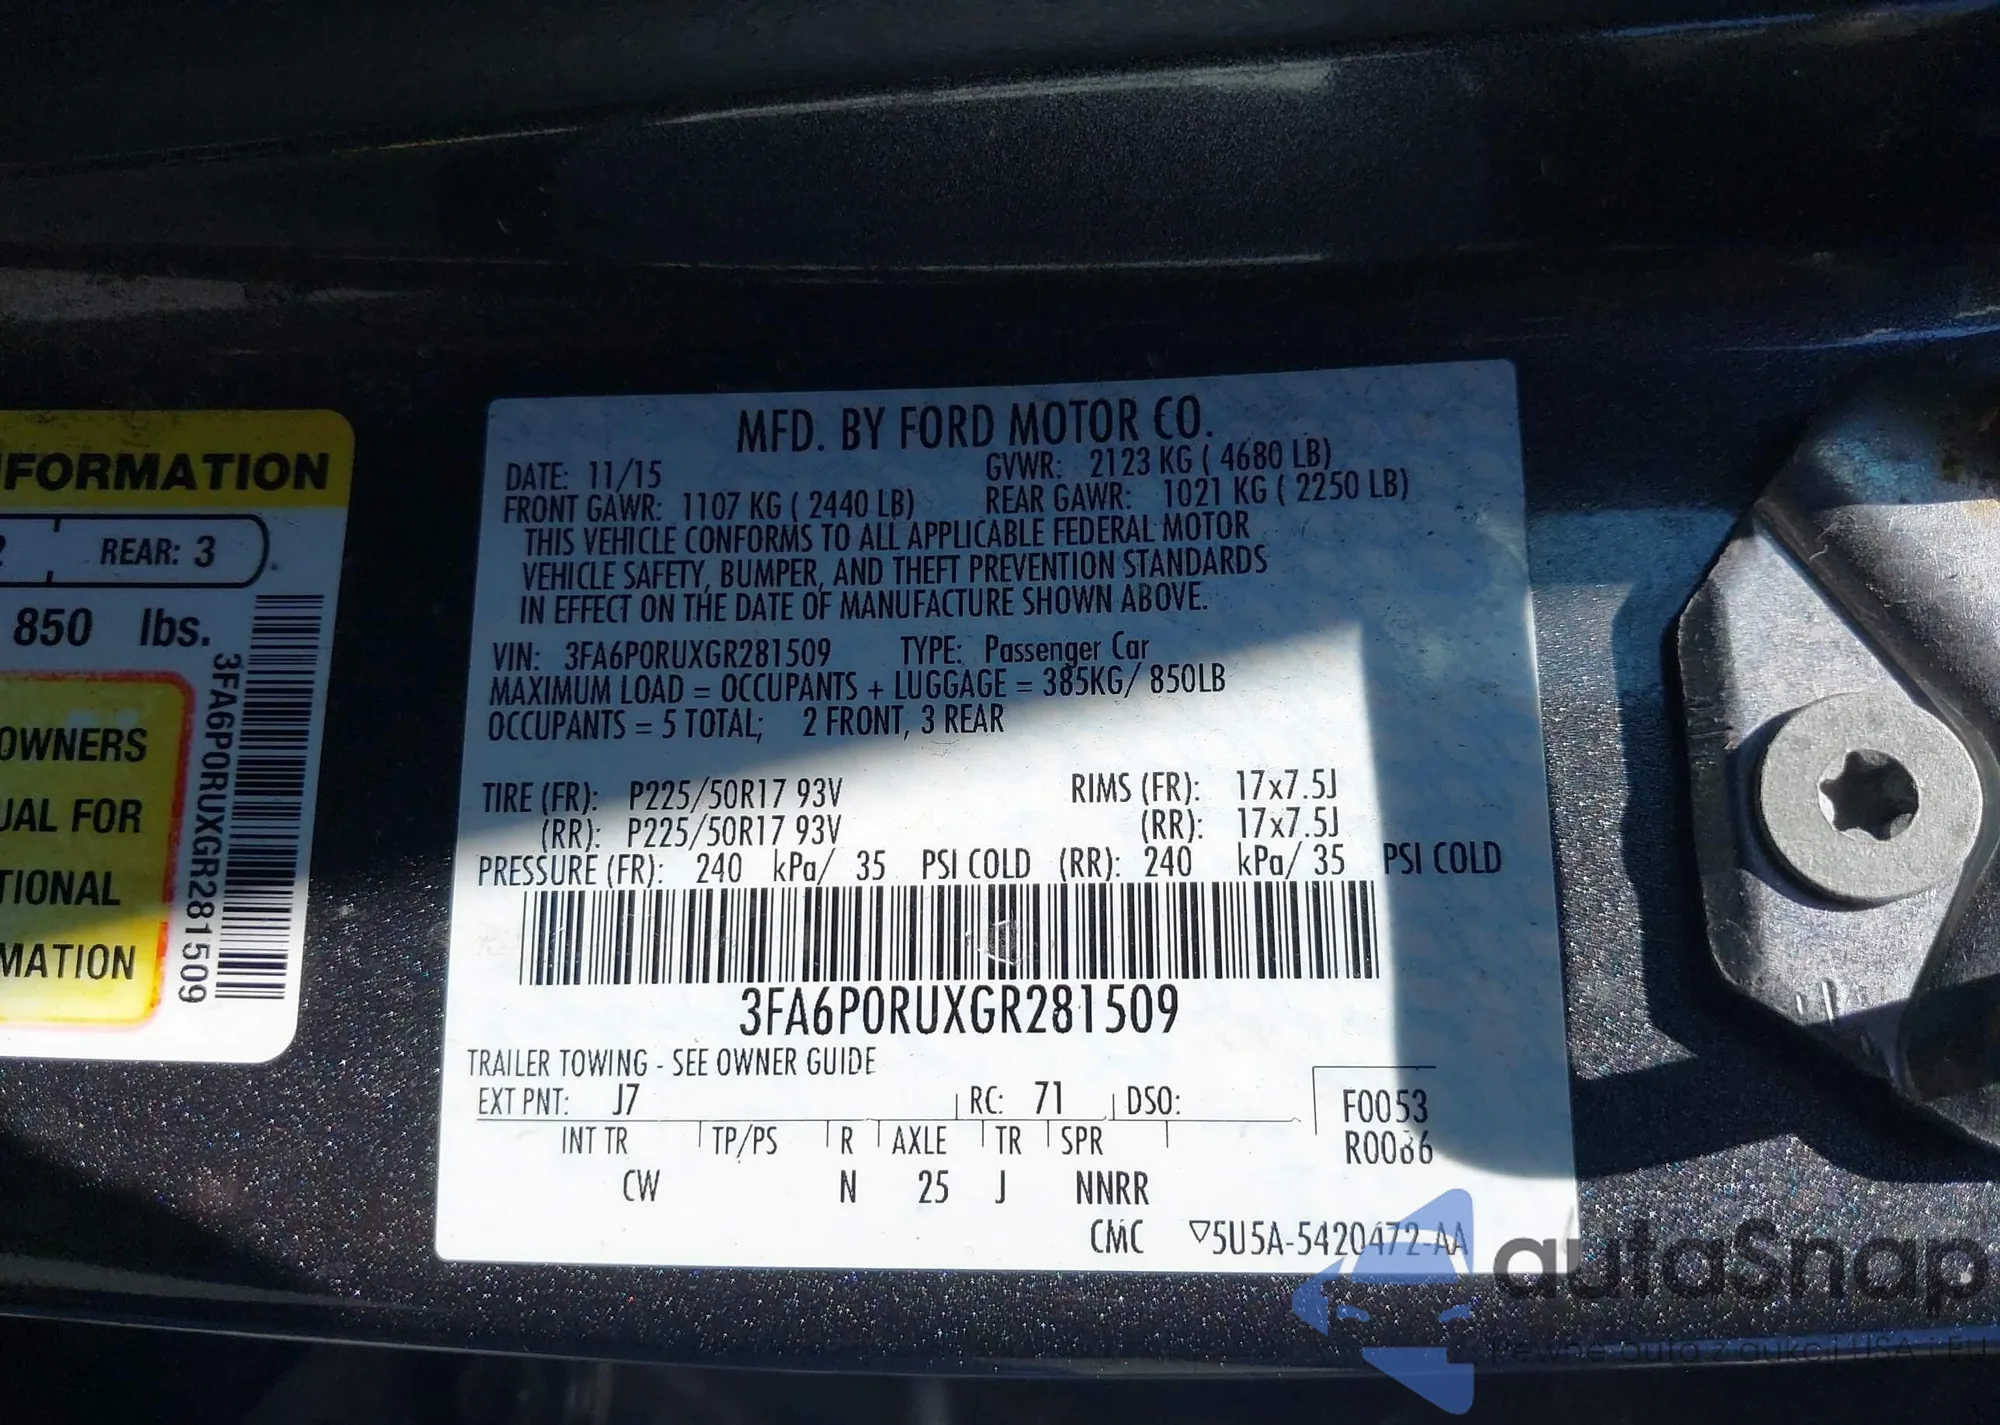 NFORMATION
REAR: 3
850 lbs.
OWNERS
UAL FOR
TIONAL
MATION
3FA6P0RUXGR281509
MFD. BY FORD MOTOR CO.
DATE: 11/15 GVWR: 2123 KG ( 4680 LB)
FRONT GAWR: 1107 KG ( 2440 LB) REAR GAWR: 1021 KG ( 2250 LB)
THIS VEHICLE CONFORMS TO ALL APPLICABLE FEDERAL MOTOR
VEHICLE SAFETY, BUMPER, AND THEFT PREVENTION STANDARDS
IN EFFECT ON THE DATE OF MANUFACTURE SHOWN ABOVE.
VIN: 3FA6P0RUXGR281509 TYPE: Passenger Car
MAXIMUM LOAD = OCCUPANTS + LUGGAGE = 385KG/ 850LB
OCCUPANTS = 5 TOTAL; 2 FRONT, 3 REAR
TIRE (FR): P225/50R17 93V RIMS (FR): 17x7.5J
(RR): P225/50R17 93V (RR): 17x7.5J
PRESSURE (FR): 240 kPa/ 35 PSI COLD (RR): 240 kPa/ 35 PSI COLD
3FA6P0RUXGR281509
TRAILER TOWING - SEE OWNER GUIDE
EXT PNT: J7 RC: 71 DSO: F0053
INT TR TP/PS R AXLE TR SPR R0086
CW N 25 J NNRR
CMC ▽5U5A-5420472-AA
autaSnap
Pewne auta z aukcji USA i EU